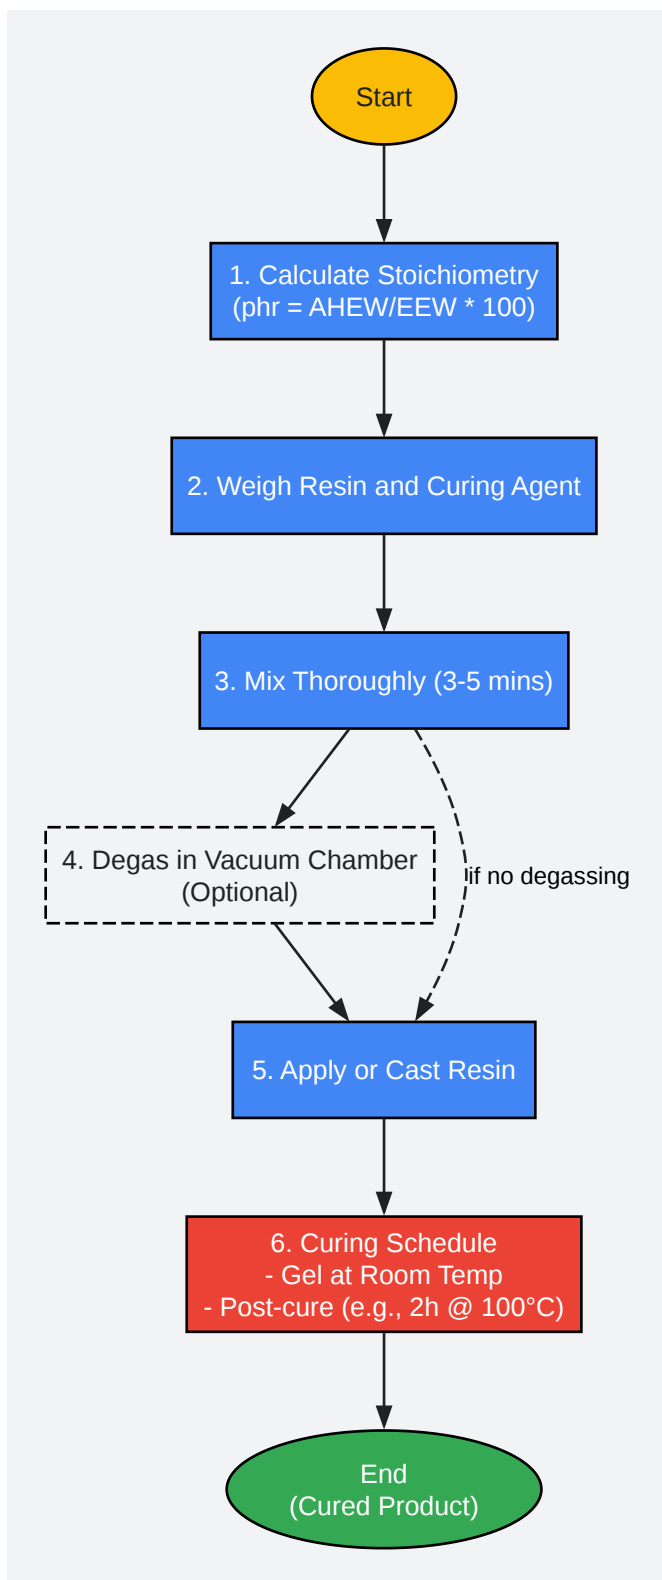 Start
1. Calculate Stoichiometry
(phr = AHEW/EEW * 100)
2. Weigh Resin and Curing Agent
3. Mix Thoroughly (3-5 mins)
4. Degas in Vacuum Chamber
(Optional)
if no degassing
5. Apply or Cast Resin
6. Curing Schedule
- Gel at Room Temp
- Post-cure (e.g., 2h @ 100°C)
End
(Cured Product)